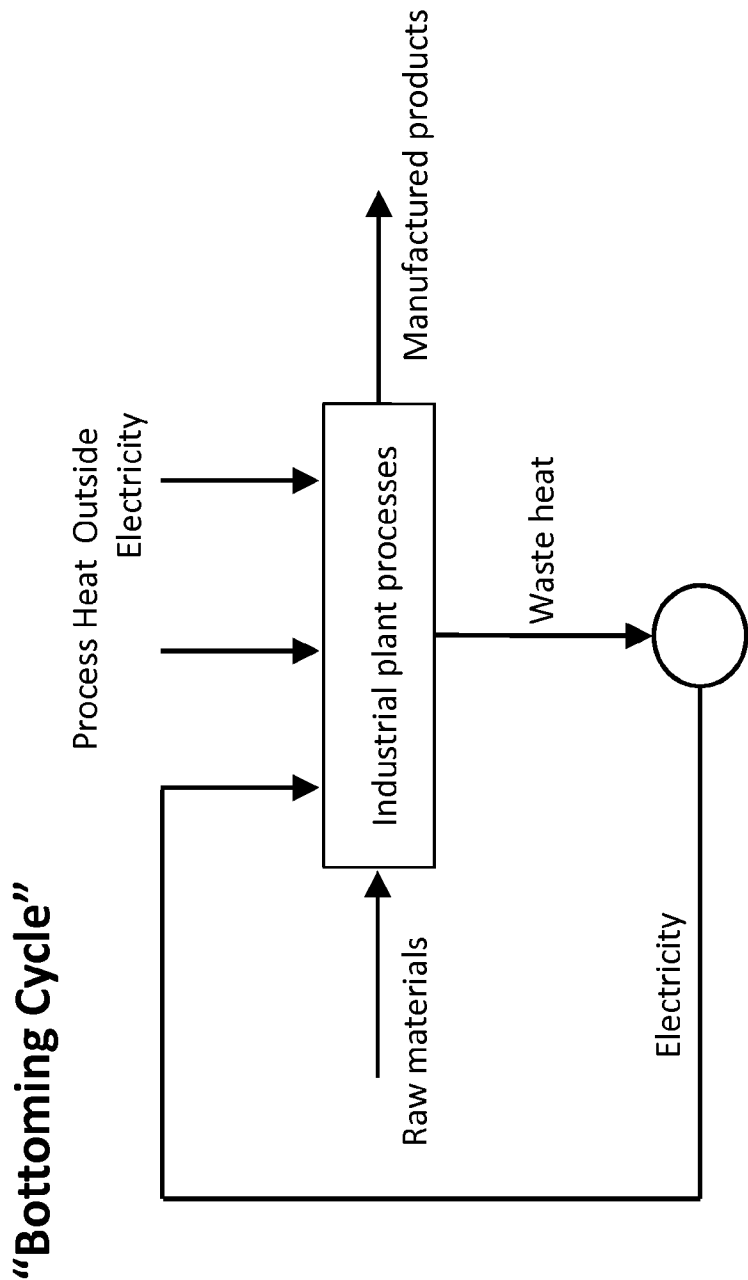 “Bottoming Cycle”
Process Heat Outside
Electricity
Raw materials
Industrial plant processes
Manufactured products
Waste heat
Electricity